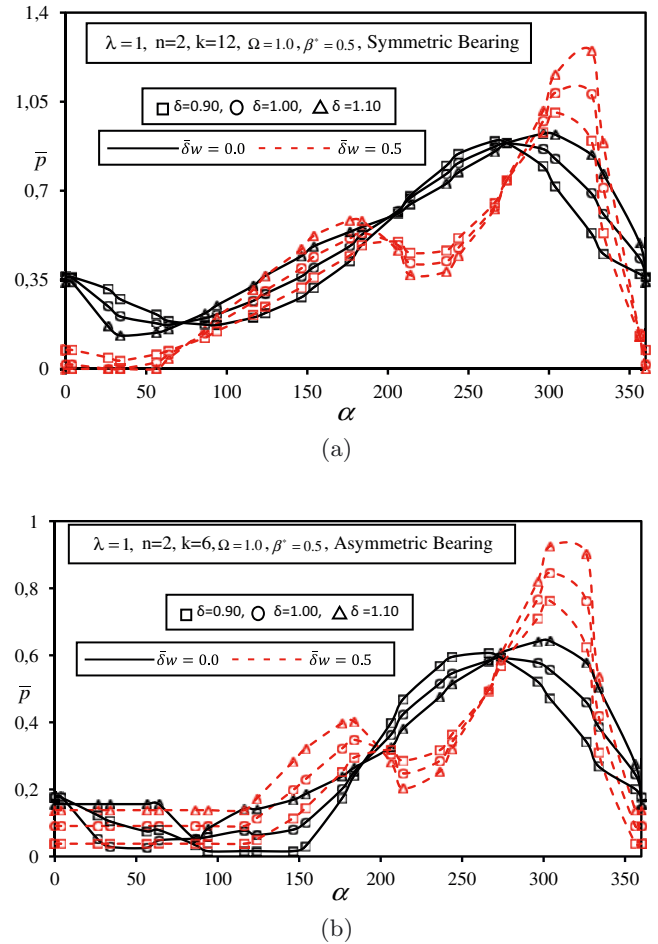 1,4
1,05
0,7
0,35
0
p̅
λ = 1, n=2, k=12, Ω = 1.0 , β* = 0.5 , Symmetric Bearing
δ=0.90, δ=1.00, δ =1.10
δ̅w = 0.0 δ̅w = 0.5
0 50 100 150 200 250 300 350
α
(a)
1
0,8
0,6
0,4
0,2
0
p̅
λ = 1, n=2, k=6, Ω = 1.0 , β* = 0.5 , Asymmetric Bearing
δ=0.90, δ=1.00, δ =1.10
δ̅w = 0.0 δ̅w = 0.5
0 50 100 150 200 250 300 350
α
(b)